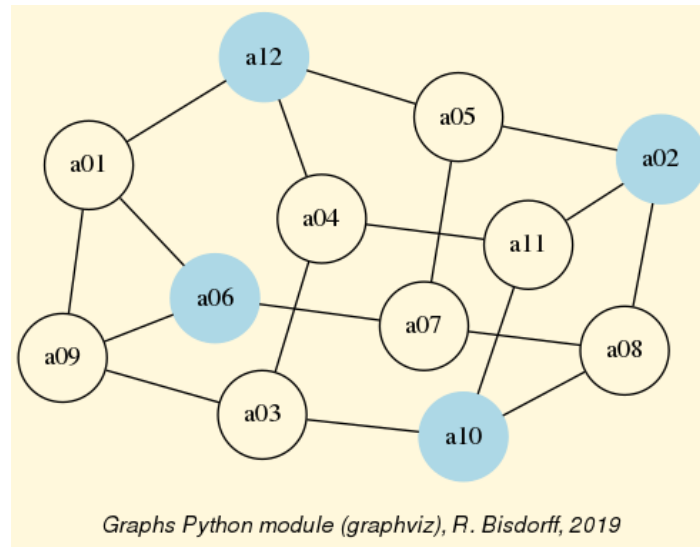 a12
a05
a02
a01
a04
a11
a06
a07
a08
a09
a03
a10
Graphs Python module (graphviz), R. Bisdorff, 2019